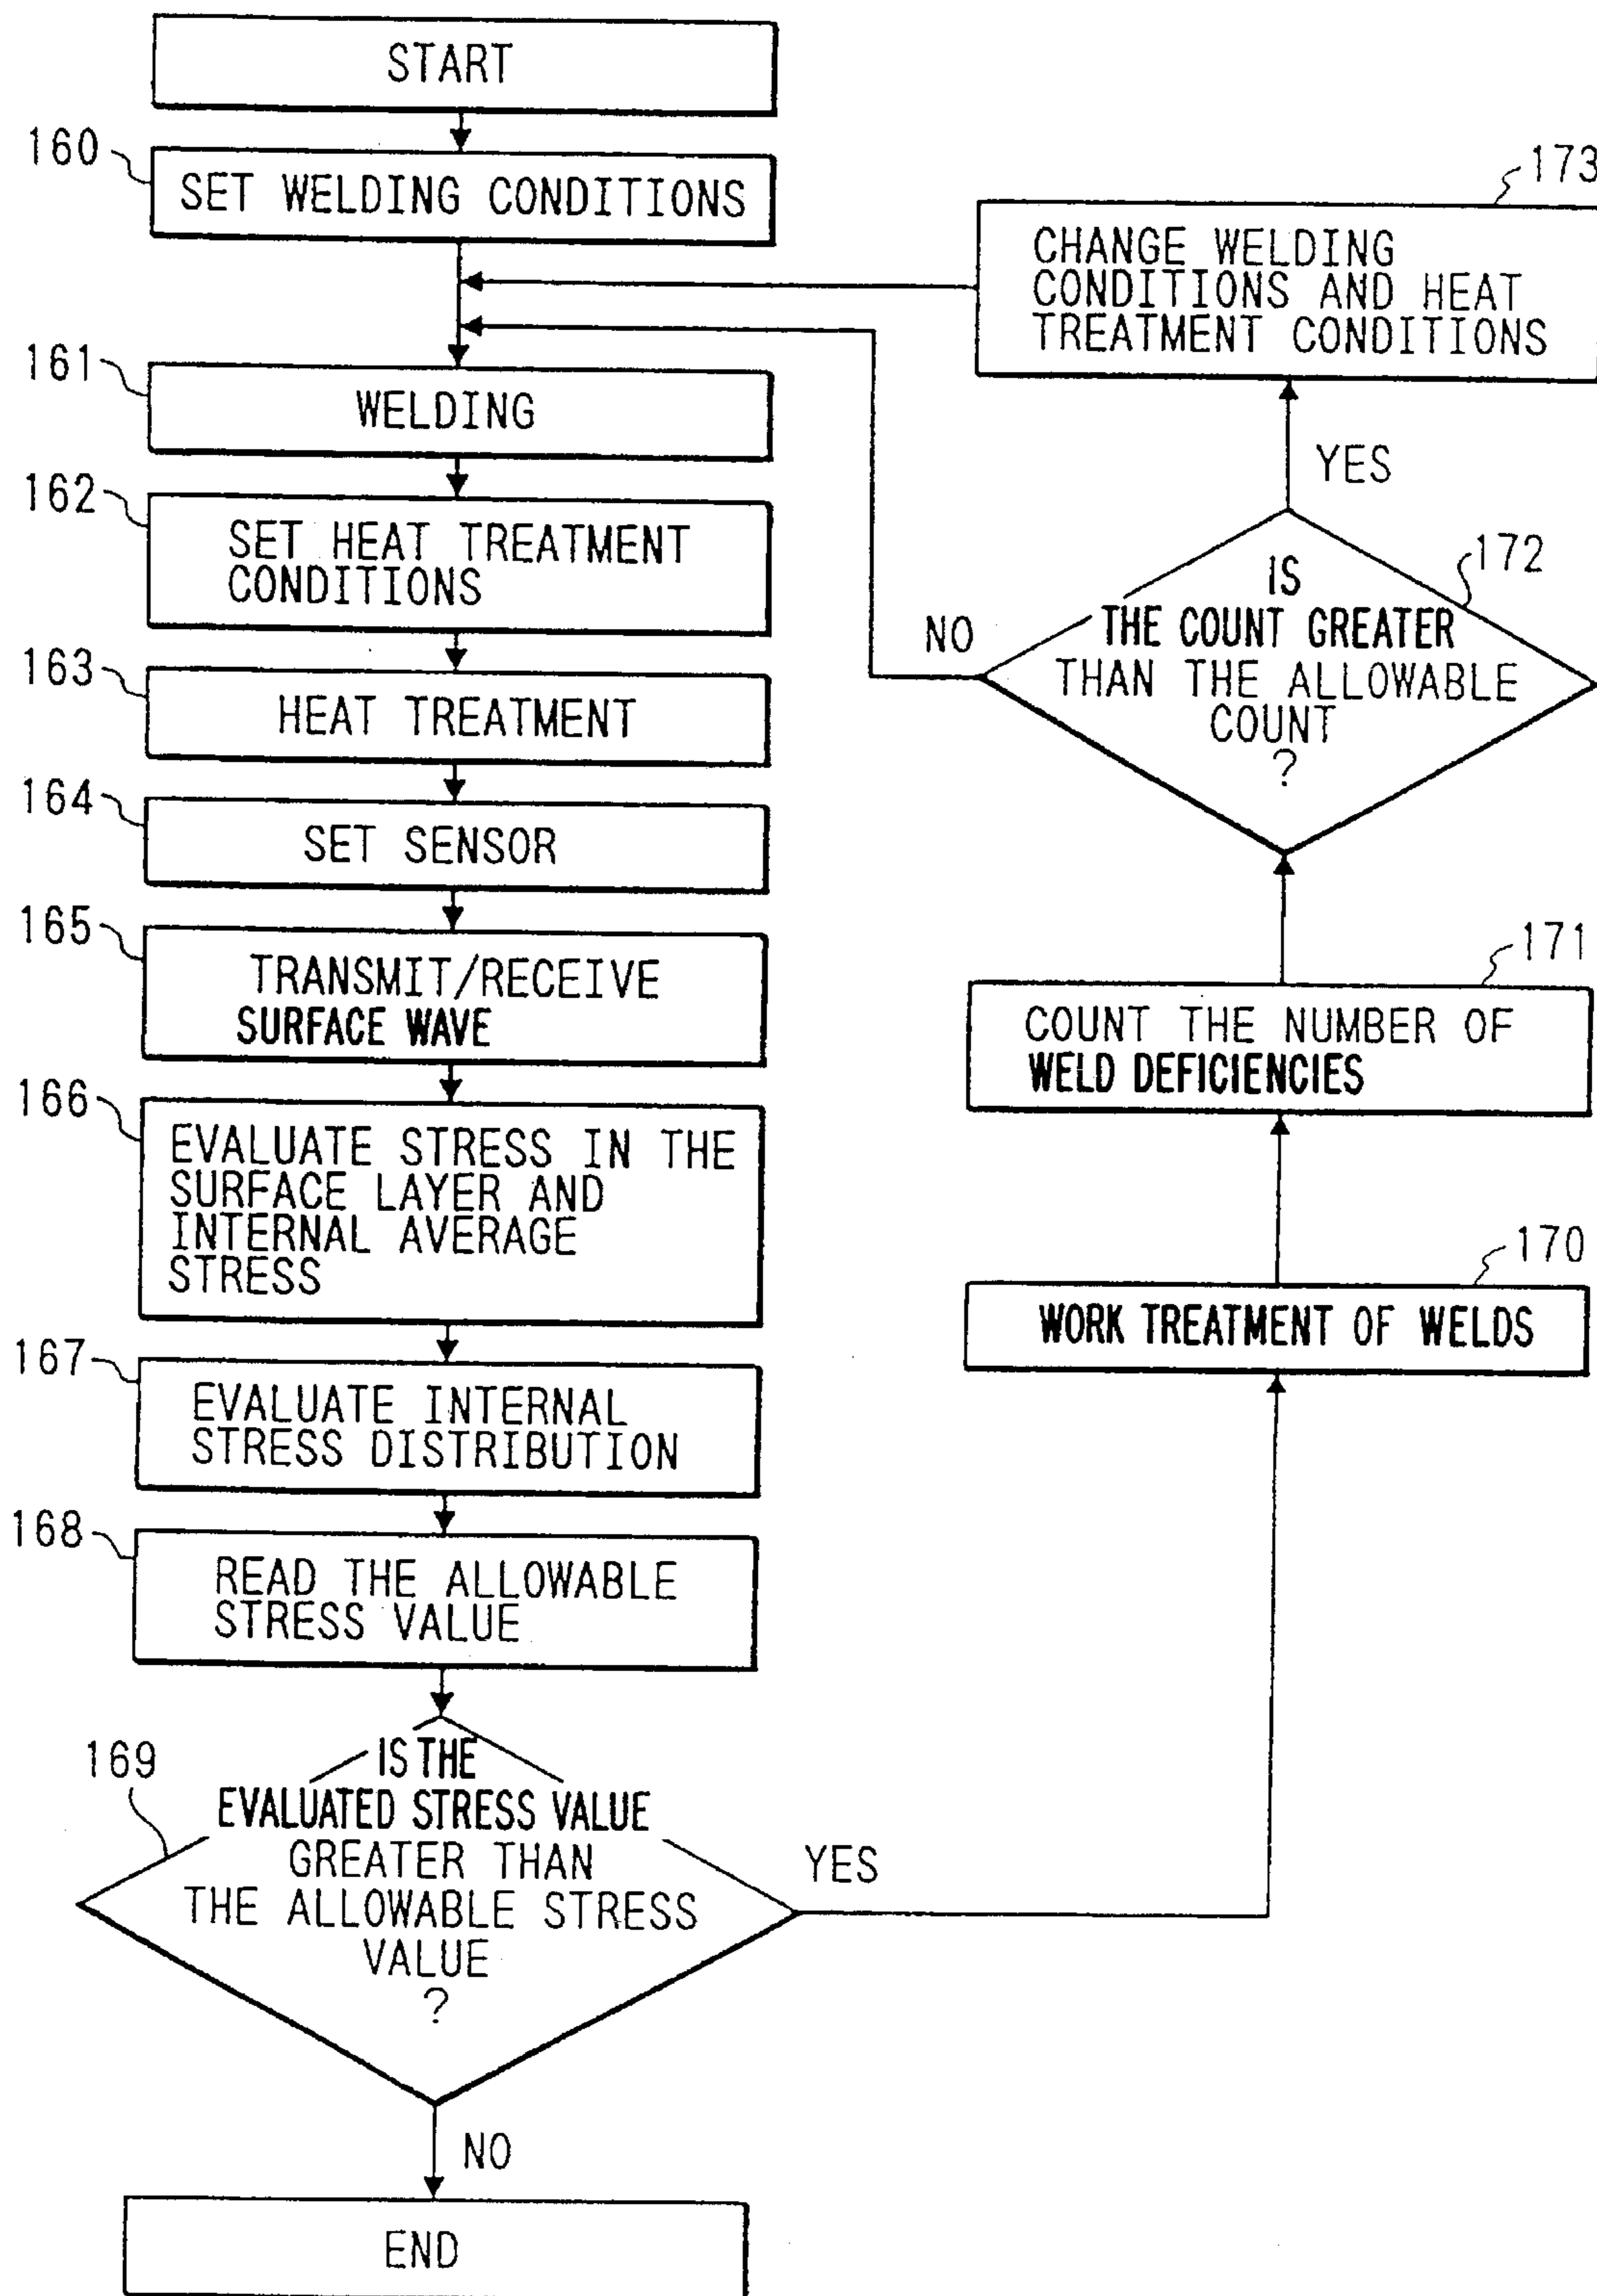 START
160
SET WELDING CONDITIONS
161
WELDING
162
SET HEAT TREATMENT
CONDITIONS
163
HEAT TREATMENT
164
SET SENSOR
165
TRANSMIT/RECEIVE
SURFACE WAVE
166
EVALUATE STRESS IN THE
SURFACE LAYER AND
INTERNAL AVERAGE
STRESS
167
EVALUATE INTERNAL
STRESS DISTRIBUTION
168
READ THE ALLOWABLE
STRESS VALUE
169
IS THE
EVALUATED STRESS VALUE
GREATER THAN
THE ALLOWABLE STRESS
VALUE
?
YES
NO
END
170
WORK TREATMENT OF WELDS
171
COUNT THE NUMBER OF
WELD DEFICIENCIES
172
IS
THE COUNT GREATER
THAN THE ALLOWABLE
COUNT
?
NO
YES
173
CHANGE WELDING
CONDITIONS AND HEAT
TREATMENT CONDITIONS